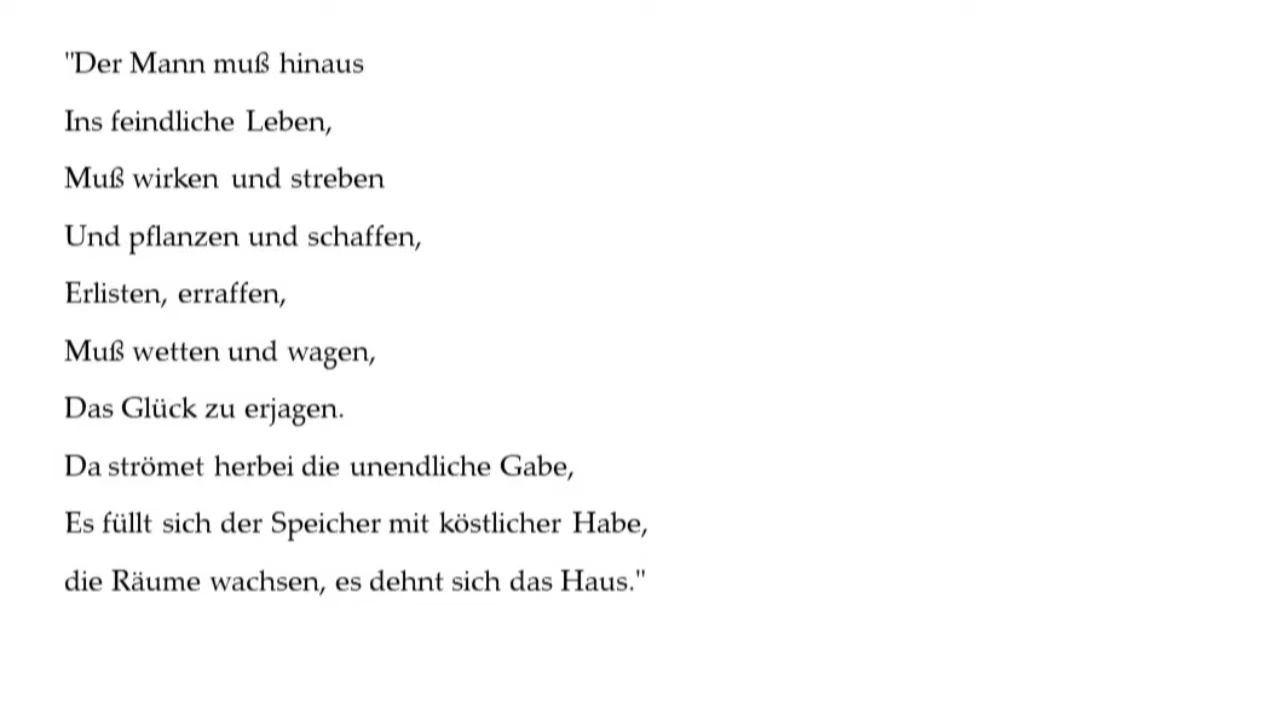 "Der Mann muß hinaus
Ins feindliche Leben,
Muß wirken und streben
Und pflanzen und schaffen,
Erlisten, erraffen,
Muß wetten und wagen,
Das Glück zu erjagen.
Da strömet herbei die unendliche Gabe,
Es füllt sich der Speicher mit köstlicher Habe,
die Räume wachsen, es dehnt sich das Haus."